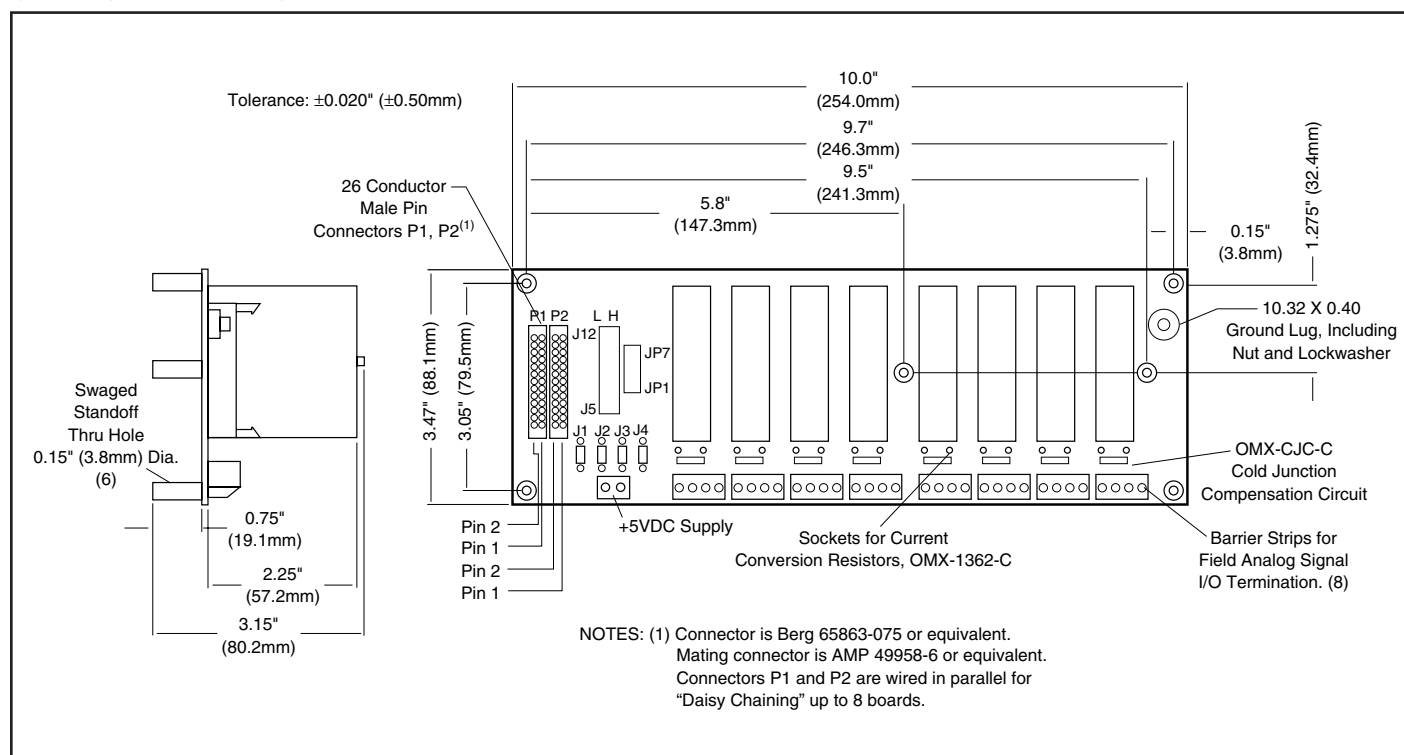 Tolerance: ±0.020" (±0.50mm)
10.0"
(254.0mm)
9.7"
(246.3mm)
9.5"
(241.3mm)
5.8"
(147.3mm)
1.275" (32.4mm)
0.15"
(3.8mm)
26 Conductor
Male Pin
Connectors P1, P2(1)
10.32 X 0.40
Ground Lug, Including
Nut and Lockwasher
3.47" (88.1mm)
3.05" (79.5mm)
P1 P2
L H
J12
JP7
JP1
J5
J1 J2 J3 J4
Swaged
Standoff
Thru Hole
0.15" (3.8mm) Dia.
(6)
0.75"
(19.1mm)
2.25"
(57.2mm)
3.15"
(80.2mm)
Pin 2
Pin 1
Pin 2
Pin 1
+5VDC Supply
Sockets for Current
Conversion Resistors, OMX-1362-C
OMX-CJC-C
Cold Junction
Compensation Circuit
Barrier Strips for
Field Analog Signal
I/O Termination. (8)
NOTES: (1) Connector is Berg 65863-075 or equivalent.
Mating connector is AMP 49958-6 or equivalent.
Connectors P1 and P2 are wired in parallel for
“Daisy Chaining” up to 8 boards.